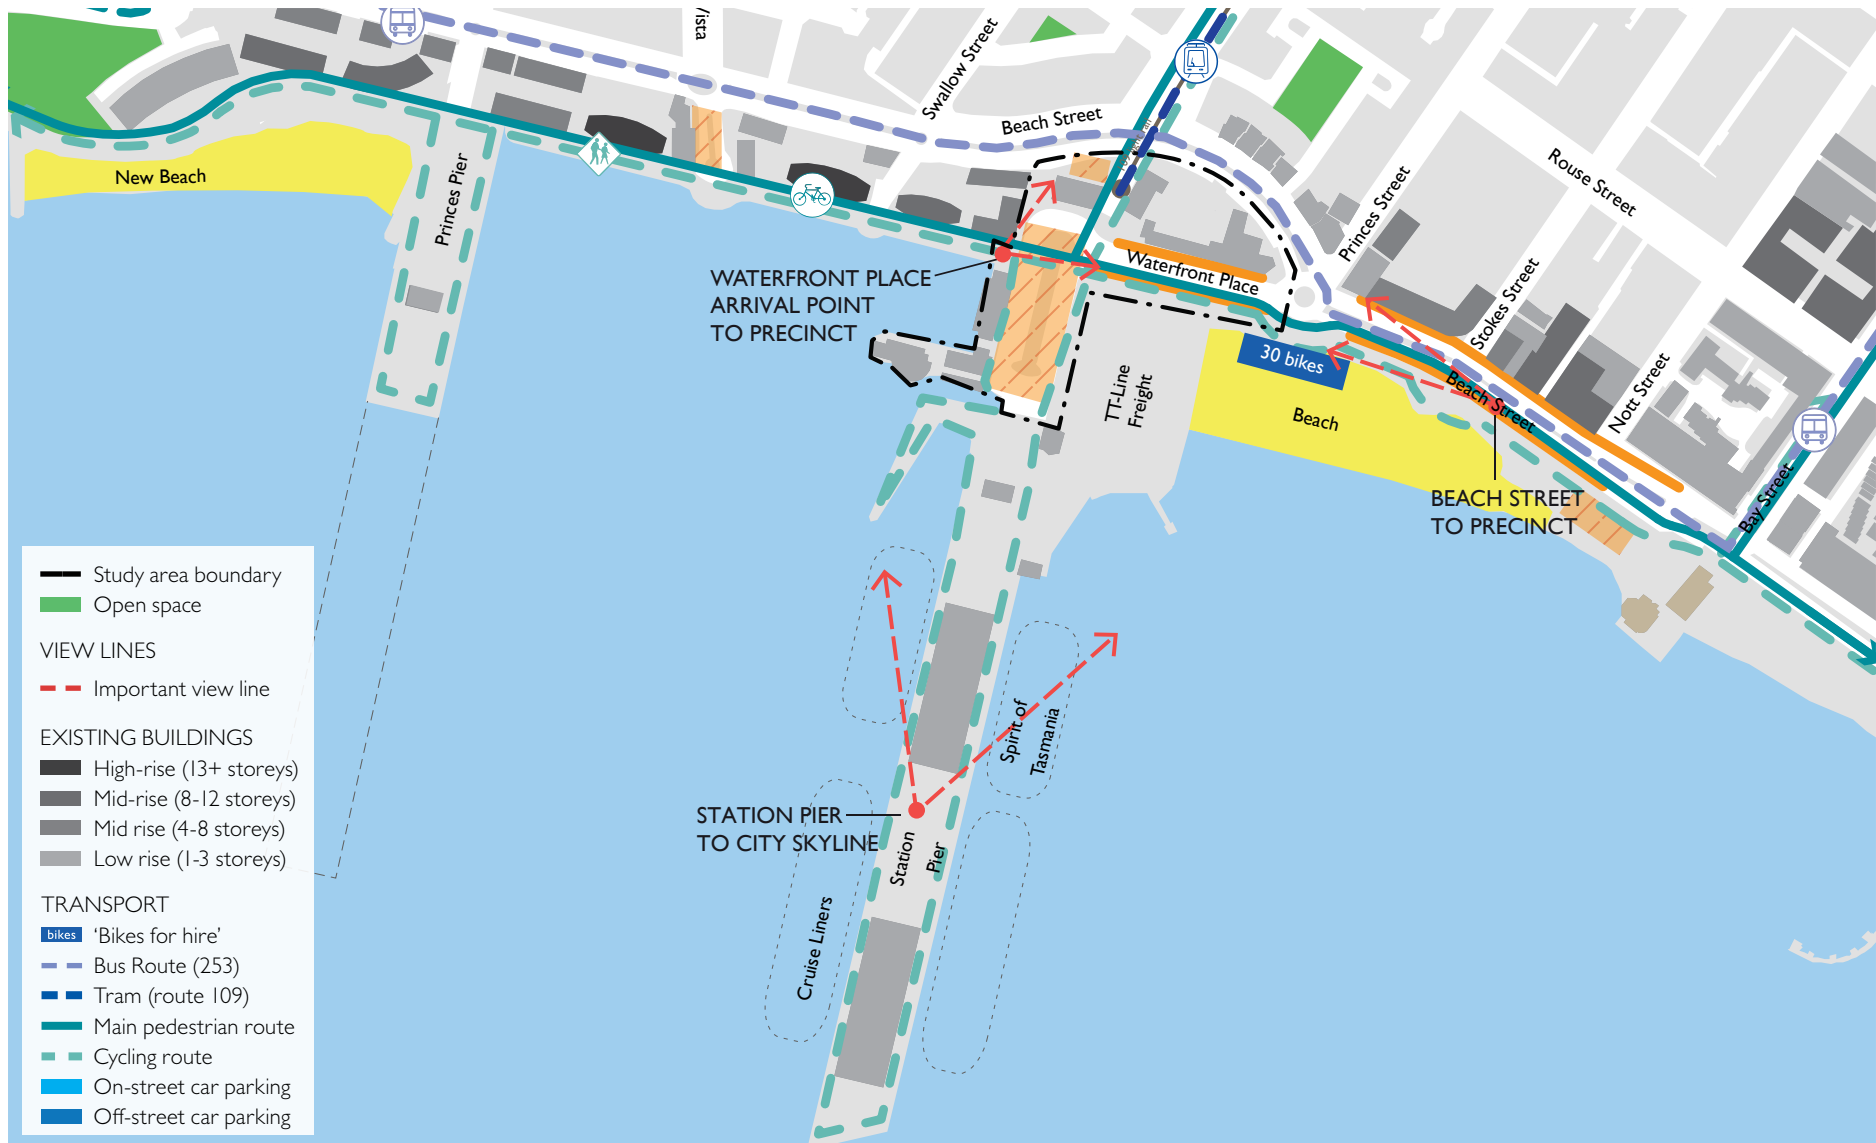 Vista
Swallow Street
Beach Street
Rouse Street
Princes Street
New Beach
Princes Pier
WATERFRONT PLACE
ARRIVAL POINT
TO PRECINCT
Waterfront Place
Stokes Street
30 bikes
Nott Street
TT-Line
Freight
Beach
Beach Street
Bay Street
BEACH STREET
TO PRECINCT
Spirit of
Tasmania
STATION PIER
TO CITY SKYLINE
Station
Pier
Cruise Liners
Study area boundary
Open space
VIEW LINES
Important view line
EXISTING BUILDINGS
High-rise (13+ storeys)
Mid-rise (8-12 storeys)
Mid rise (4-8 storeys)
Low rise (1-3 storeys)
TRANSPORT
bikes 'Bikes for hire'
Bus Route (253)
Tram (route 109)
Main pedestrian route
Cycling route
On-street car parking
Off-street car parking